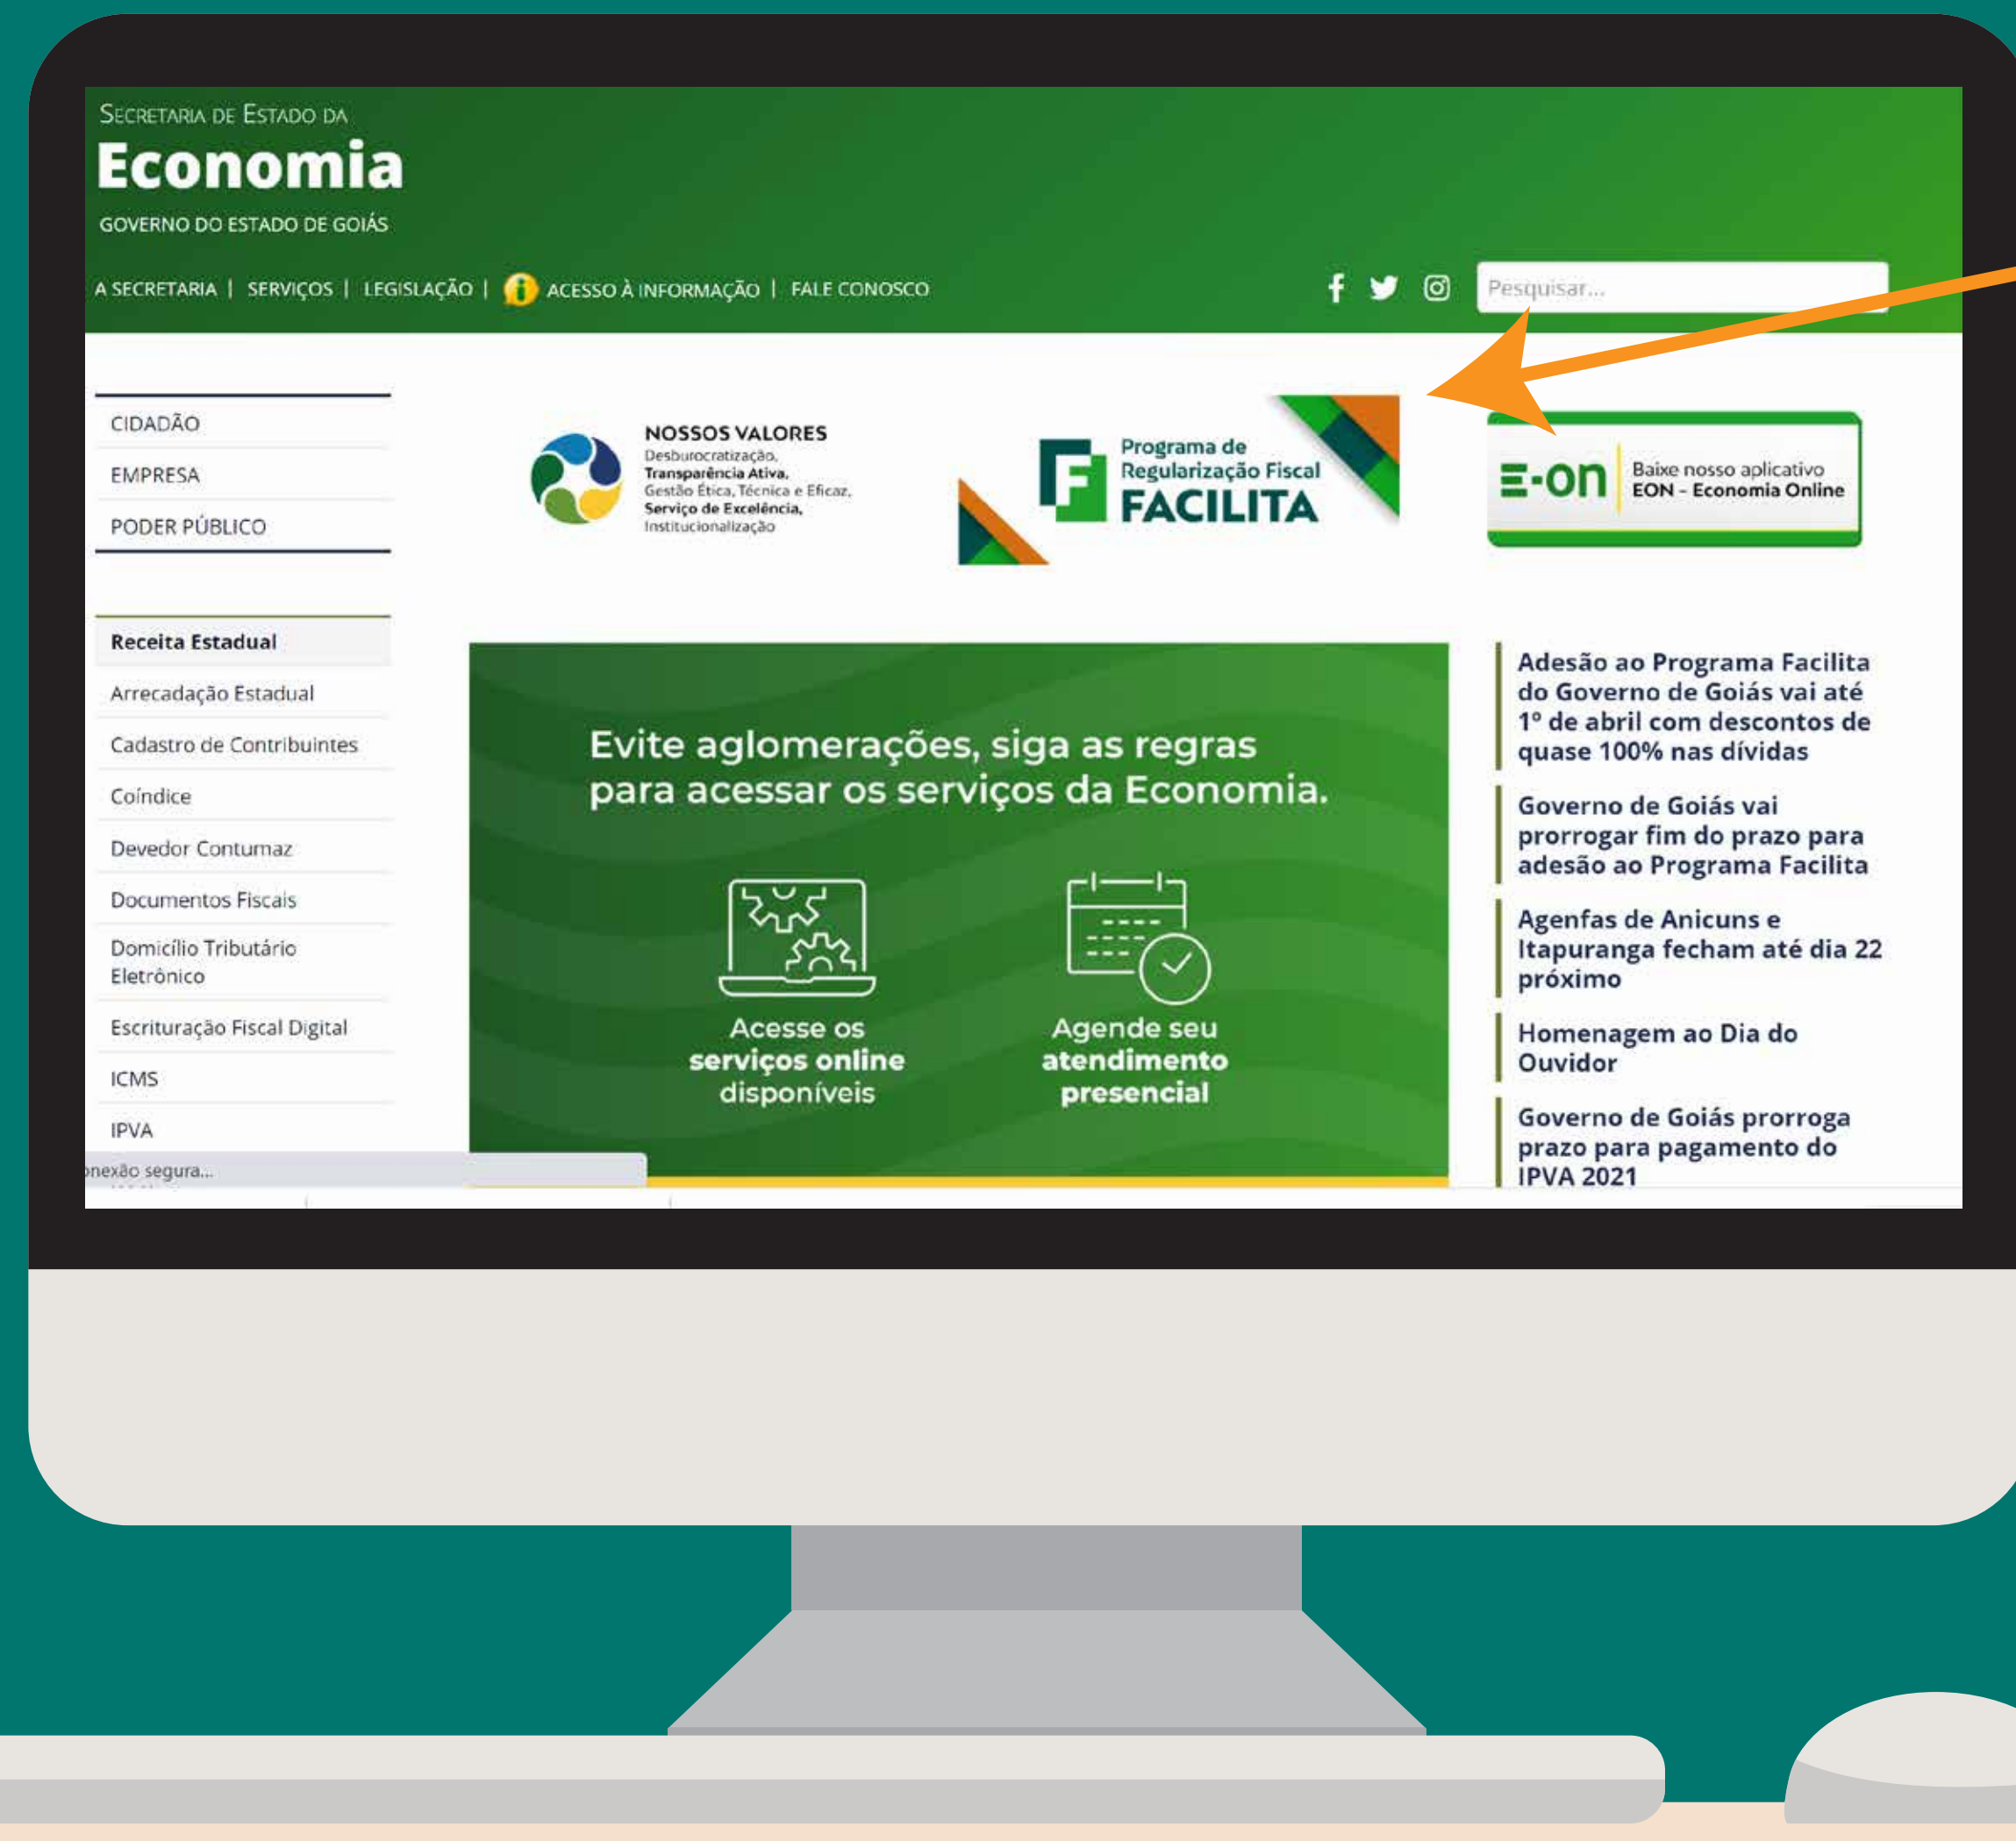 SECRETARIA DE ESTADO DA
Economia
GOVERNO DO ESTADO DE GOIÁS
A SECRETARIA | SERVIÇOS | LEGISLAÇÃO | ACESSO À INFORMAÇÃO | FALE CONOSCO
Pesquisar...
CIDADÃO
EMPRESA
PODER PÚBLICO
NOSSOS VALORES
Desburocratização,
Transparência Ativa,
Gestão Ética, Técnica e Eficaz,
Serviço de Excelência,
Institucionalização
Programa de
Regularização Fiscal
FACILITA
E-on
Baixe nosso aplicativo
EON - Economia Online
Receita Estadual
Arrecadação Estadual
Cadastro de Contribuintes
Coíndice
Devedor Contumaz
Documentos Fiscais
Domicílio Tributário
Eletrônico
Escrituração Fiscal Digital
ICMS
IPVA
onexão segura...
Evite aglomerações, siga as regras
para acessar os serviços da Economia.
Acesse os
serviços online
disponíveis
Agende seu
atendimento
presencial
Adesão ao Programa Facilita
do Governo de Goiás vai até
1º de abril com descontos de
quase 100% nas dívidas
Governo de Goiás vai
prorrogar fim do prazo para
adesão ao Programa Facilita
Agenfas de Anicuns e
Itapuranga fecham até dia 22
próximo
Homenagem ao Dia do
Ouvidor
Governo de Goiás prorroga
prazo para pagamento do
IPVA 2021